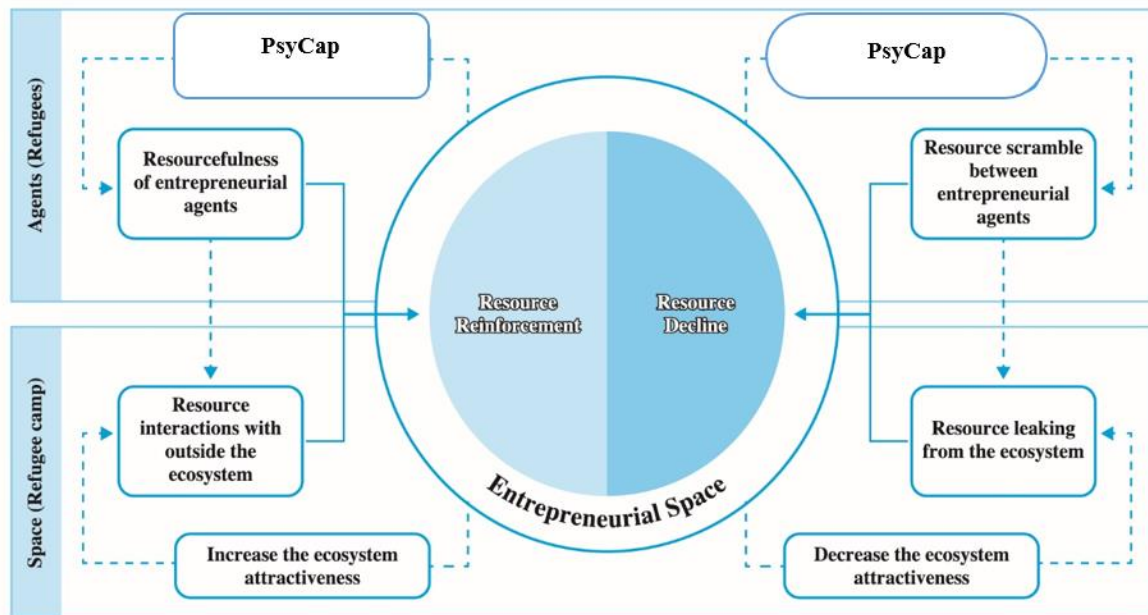 PsyCap
PsyCap
Agents (Refugees)
Resourcefulness
of entrepreneurial
agents
Resource scramble
between
entrepreneurial
agents
Resource
Reinforcement
Resource
Decline
Space (Refugee camp)
Resource
interactions with
outside the
ecosystem
Resource leaking
from the ecosystem
Entrepreneurial Space
Increase the ecosystem
attractiveness
Decrease the ecosystem
attractiveness